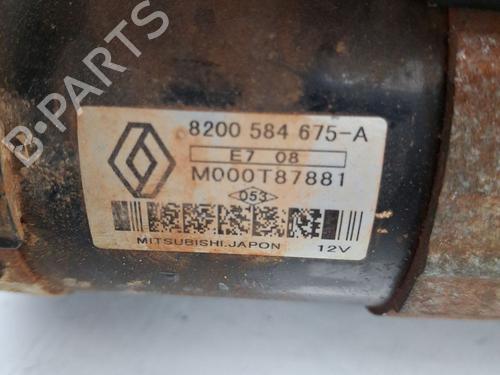 8200 584 675-A
E7 08
M000T87881
053
MITSUBISHI.JAPON 12V
B-PARTS